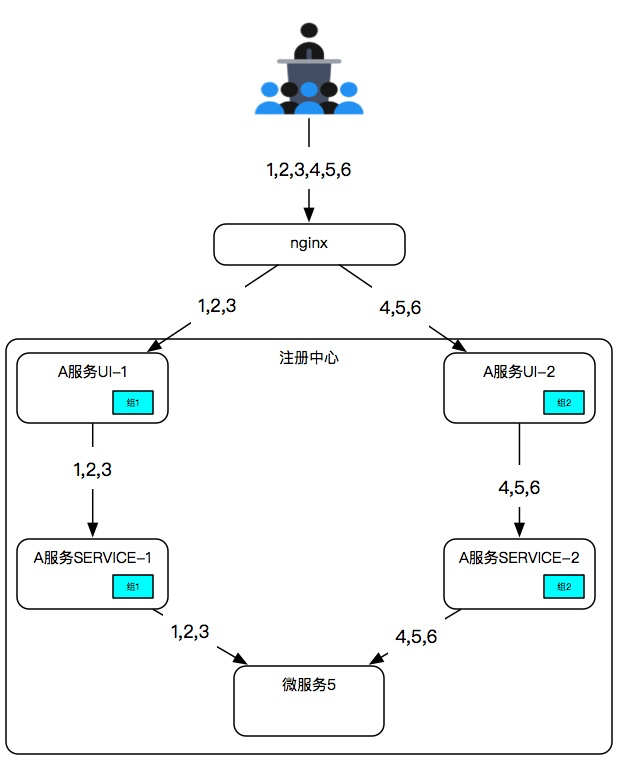 1,2,3,4,5,6
nginx
1,2,3
4,5,6
注册中心
A服务UI-1
组1
A服务UI-2
组2
1,2,3
4,5,6
A服务SERVICE-1
组1
A服务SERVICE-2
组2
1,2,3
4,5,6
微服务5